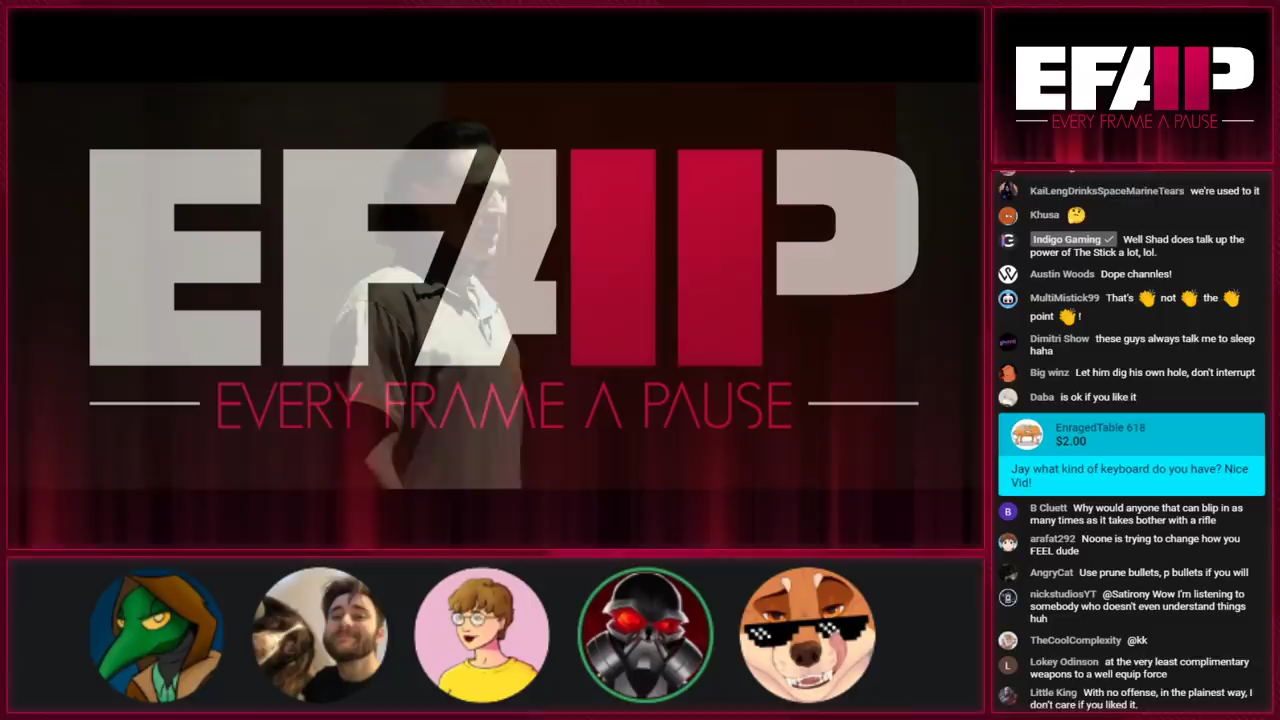 EFAP
EVERY FRAME A PAUSE
EFAP
EVERY FRAME A PAUSE
KaiLengDrinksSpaceMarineTears we're used to it
Khusa 🤔
Indigo Gaming ✓ Well Shad does talk up the
power of The Stick a lot, lol.
Austin Woods Dope channles!
MultiMistick99 That's 👏 not 👏 the 👏
point 👏 !
Dimitri Show these guys always talk me to sleep
haha
Big winz Let him dig his own hole, don't interrupt
Daba is ok if you like it
EnragedTable 618
$2.00
Jay what kind of keyboard do you have? Nice
Vid!
B B Cluett Why would anyone that can blip in as
many times as it takes bother with a rifle
arafat292 Noone is trying to change how you
FEEL dude
AngryCat Use prune bullets, p bullets if you will
nickstudiosYT @Satirony Wow I'm listening to
somebody who doesn't even understand things
huh
TheCoolComplexity @kk
L Lokey Odinson at the very least complimentary
weapons to a well equip force
Little King With no offense, in the plainest way, I
don't care if you liked it.